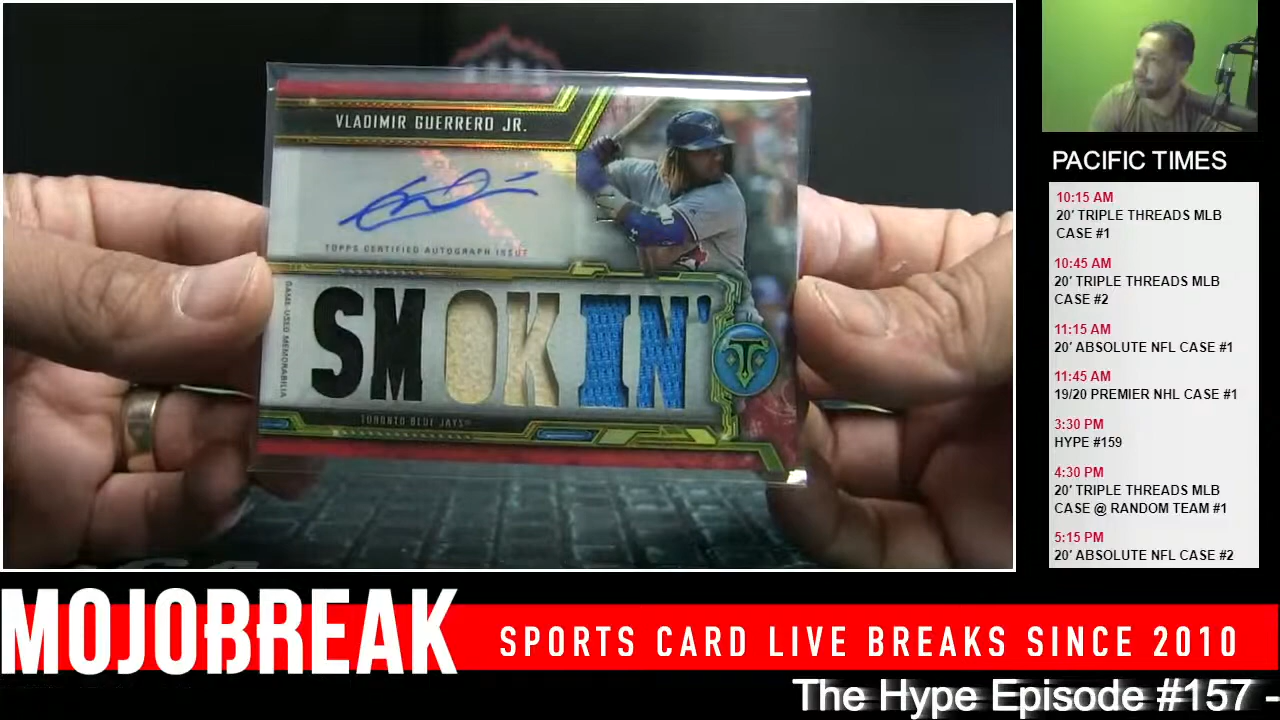 VLADIMIR GUERRERO JR.
TOPPS CERTIFIED AUTOGRAPH ISSUE
GAME-USED MEMORABILIA
SMOKIN'
TORONTO BLUE JAYS
PACIFIC TIMES
10:15 AM
20' TRIPLE THREADS MLB
CASE #1
10:45 AM
20' TRIPLE THREADS MLB
CASE #2
11:15 AM
20' ABSOLUTE NFL CASE #1
11:45 AM
19/20 PREMIER NHL CASE #1
3:30 PM
HYPE #159
4:30 PM
20' TRIPLE THREADS MLB
CASE @ RANDOM TEAM #1
5:15 PM
20' ABSOLUTE NFL CASE #2
MOJOBREAK
SPORTS CARD LIVE BREAKS SINCE 2010
The Hype Episode #157 -